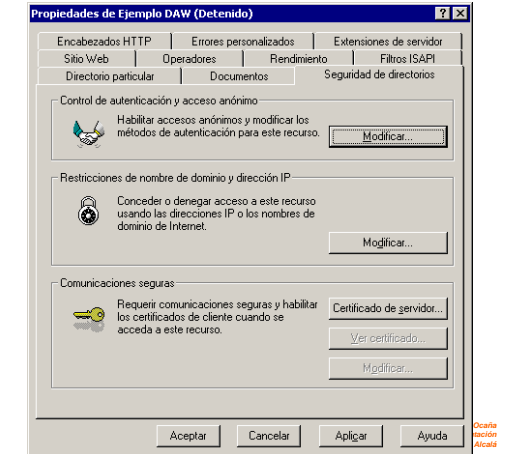 Propiedades de Ejemplo DAW (Detenido)
Encabezados HTTP Errores personalizados Extensiones de servidor
Sitio Web Operadores Rendimiento Filtros ISAPI
Directorio particular Documentos Seguridad de directorios
Control de autenticación y acceso anónimo
Habilitar accesos anónimos y modificar los
métodos de autenticación para este recurso.
Modificar...
Restricciones de nombre de dominio y dirección IP
Conceder o denegar acceso a este recurso
usando las direcciones IP o los nombres de
dominio de Internet.
Modificar...
Comunicaciones seguras
Requerir comunicaciones seguras y habilitar
los certificados de cliente cuando se
acceda a este recurso.
Certificado de servidor...
Ver certificado...
Modificar...
Aceptar Cancelar Aplicar Ayuda
Ocaña
tación
Alcalá